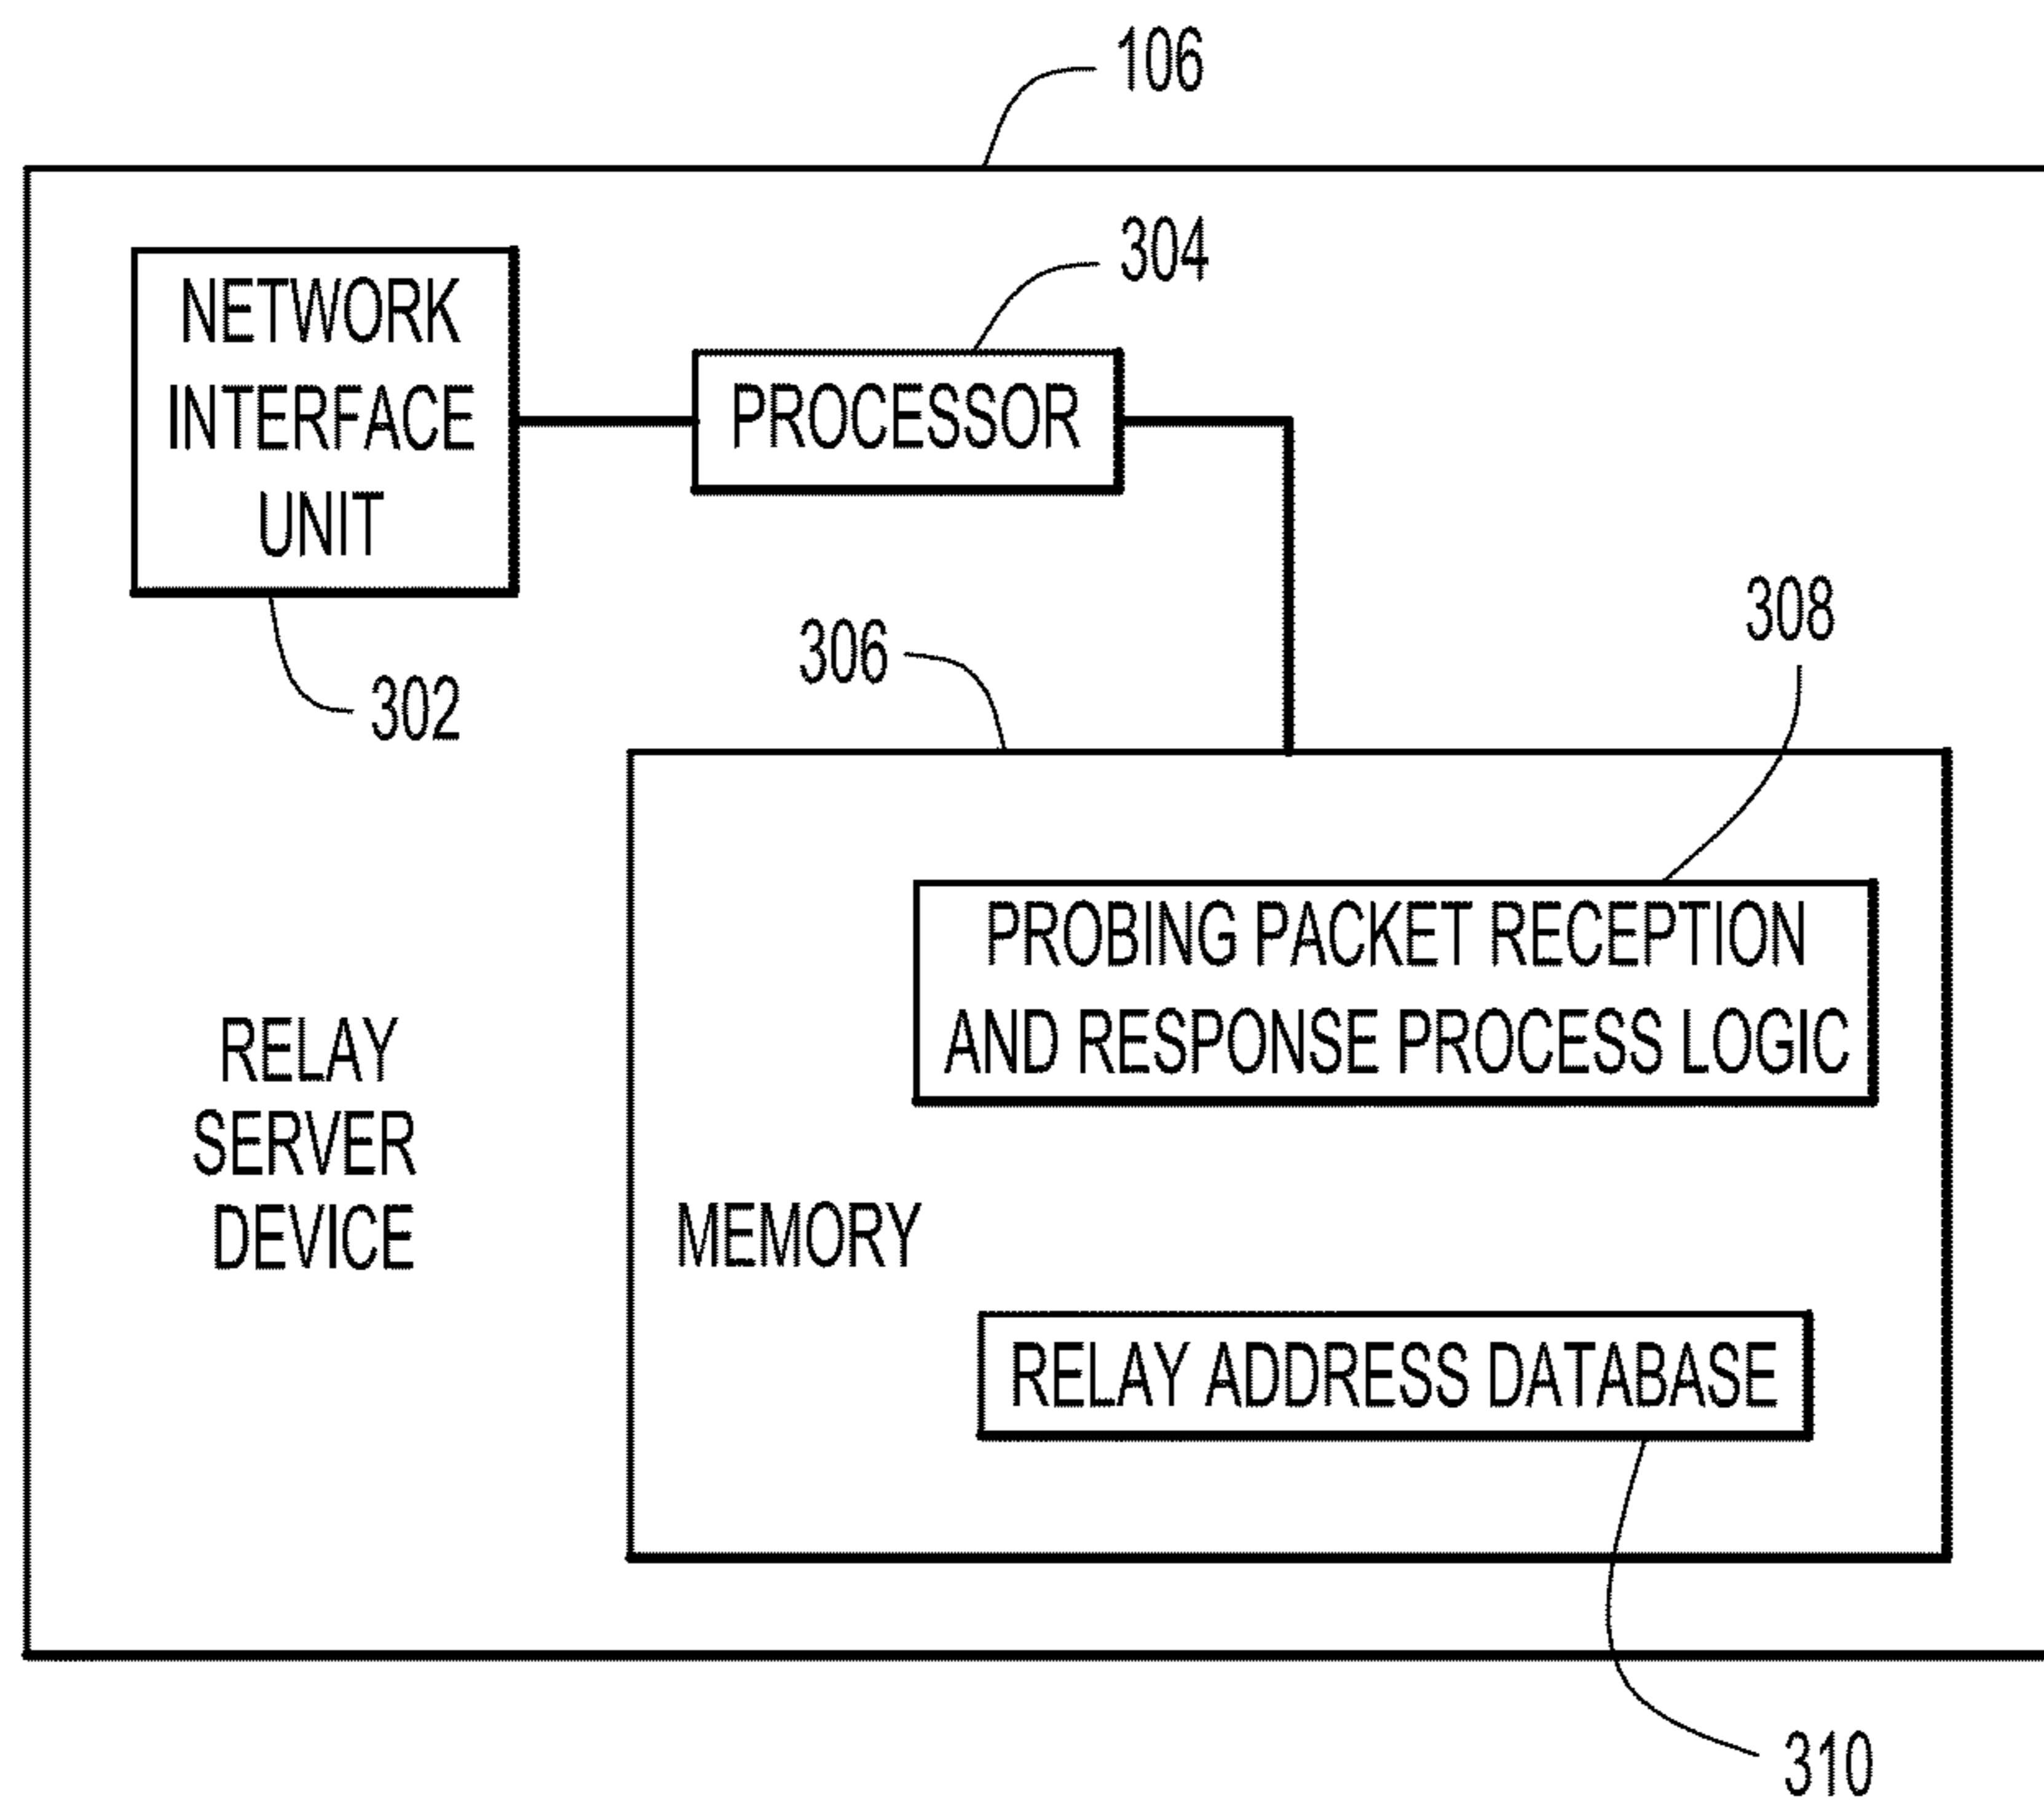 106
304
NETWORK
INTERFACE
UNIT
PROCESSOR
302
306
308
PROBING PACKET RECEPTION
AND RESPONSE PROCESS LOGIC
RELAY
SERVER
DEVICE
MEMORY
RELAY ADDRESS DATABASE
310